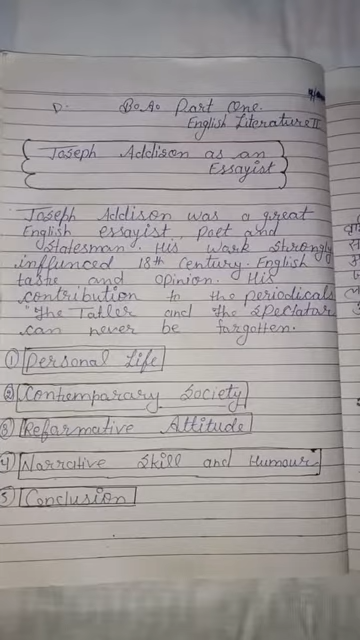 B.A. Part One.
English Literature II
Joseph Addison as an
Essayist
Joseph Addison was a great
English essayist, Poet and
Statesman. His work strongly
inffunced 18th Century. English
taste and opinion. His
contribution to the periodicals
"The Tatler and The Spectator
can never be forgotten.
① Personal Life
② Contemparary Society
③ Reformative Attitude
④ Narrative Skill and Humour
⑤ Conclusion